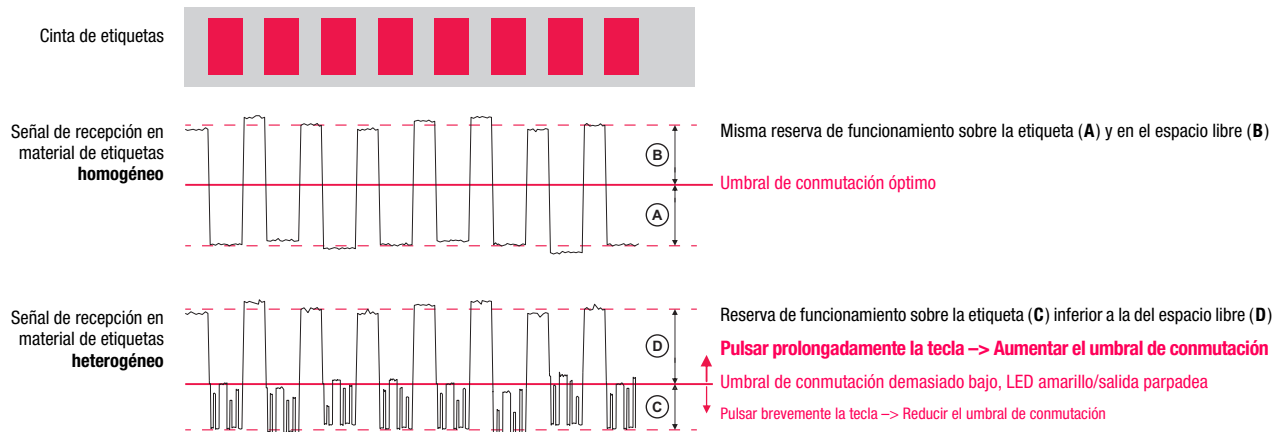 Cinta de etiquetas
Señal de recepción en
material de etiquetas
homogéneo
B
A
Misma reserva de funcionamiento sobre la etiqueta (A) y en el espacio libre (B)
Umbral de conmutación óptimo
Señal de recepción en
material de etiquetas
heterogéneo
D
C
Reserva de funcionamiento sobre la etiqueta (C) inferior a la del espacio libre (D)
Pulsar prolongadamente la tecla –> Aumentar el umbral de conmutación
Umbral de conmutación demasiado bajo, LED amarillo/salida parpadea
Pulsar brevemente la tecla –> Reducir el umbral de conmutación